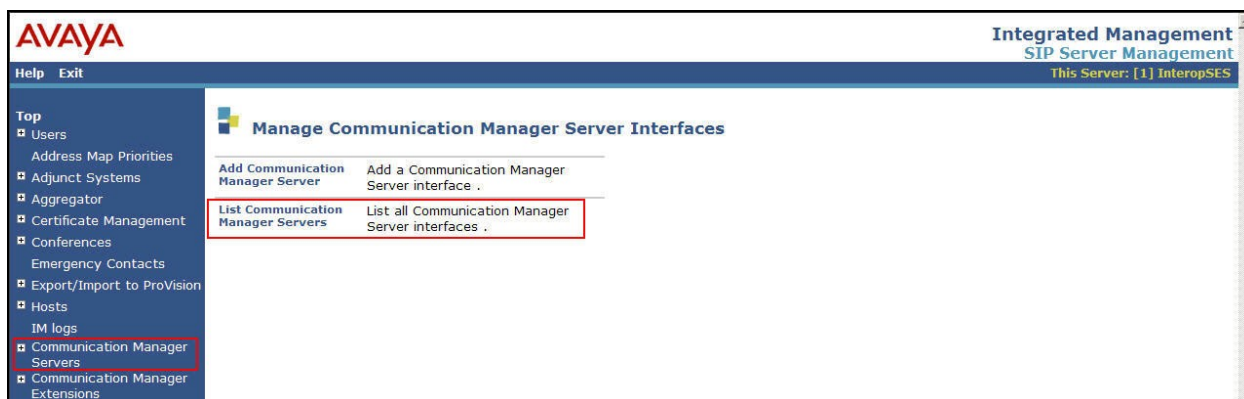 AVAYA
Integrated Management
SIP Server Management
Help Exit
This Server: [1] InteropSES
Top
Users
Address Map Priorities
Adjunct Systems
Aggregator
Certificate Management
Conferences
Emergency Contacts
Export/Import to ProVision
Hosts
IM logs
Communication Manager
Servers
Communication Manager
Extensions
Manage Communication Manager Server Interfaces
Add Communication
Manager Server
Add a Communication Manager
Server interface .
List Communication
Manager Servers
List all Communication Manager
Server interfaces .